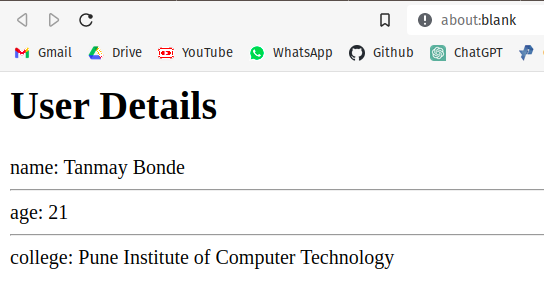 about:blank
Gmail Drive YouTube WhatsApp Github ChatGPT
User Details
name: Tanmay Bonde
age: 21
college: Pune Institute of Computer Technology